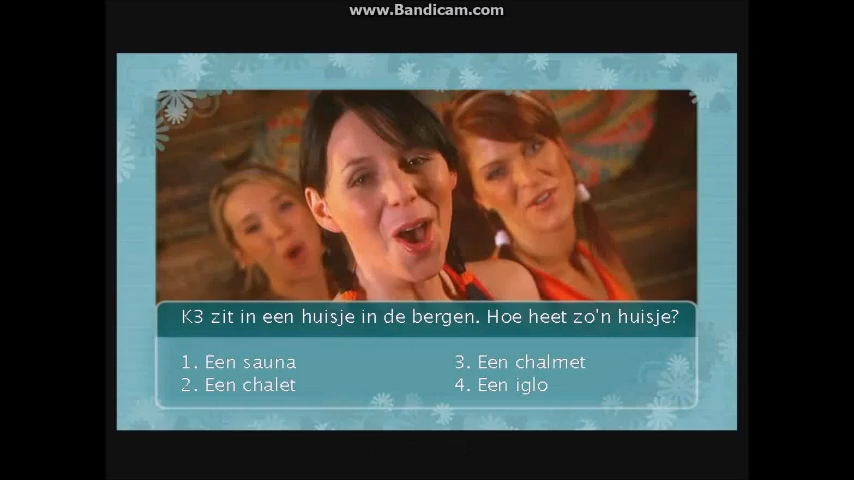 www.Bandicam.com
K3 zit in een huisje in de bergen. Hoe heet zo'n huisje?
1. Een sauna
2. Een chalet
3. Een chalmet
4. Een iglo